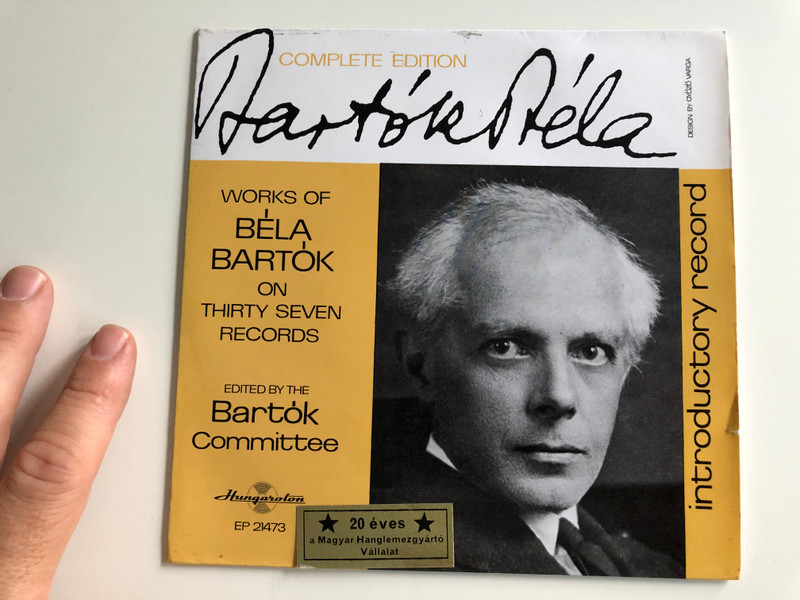 COMPLETE EDITION
Bartók Béla
DESIGN BY GYŐZŐ VARGA
WORKS OF
BÉLA
BARTÓK
ON
THIRTY SEVEN
RECORDS
EDITED BY THE
Bartók
Committee
Hungaroton
EP 21473
★ 20 éves ★
a Magyar Hanglemezgyártó
Vállalat
introductory record